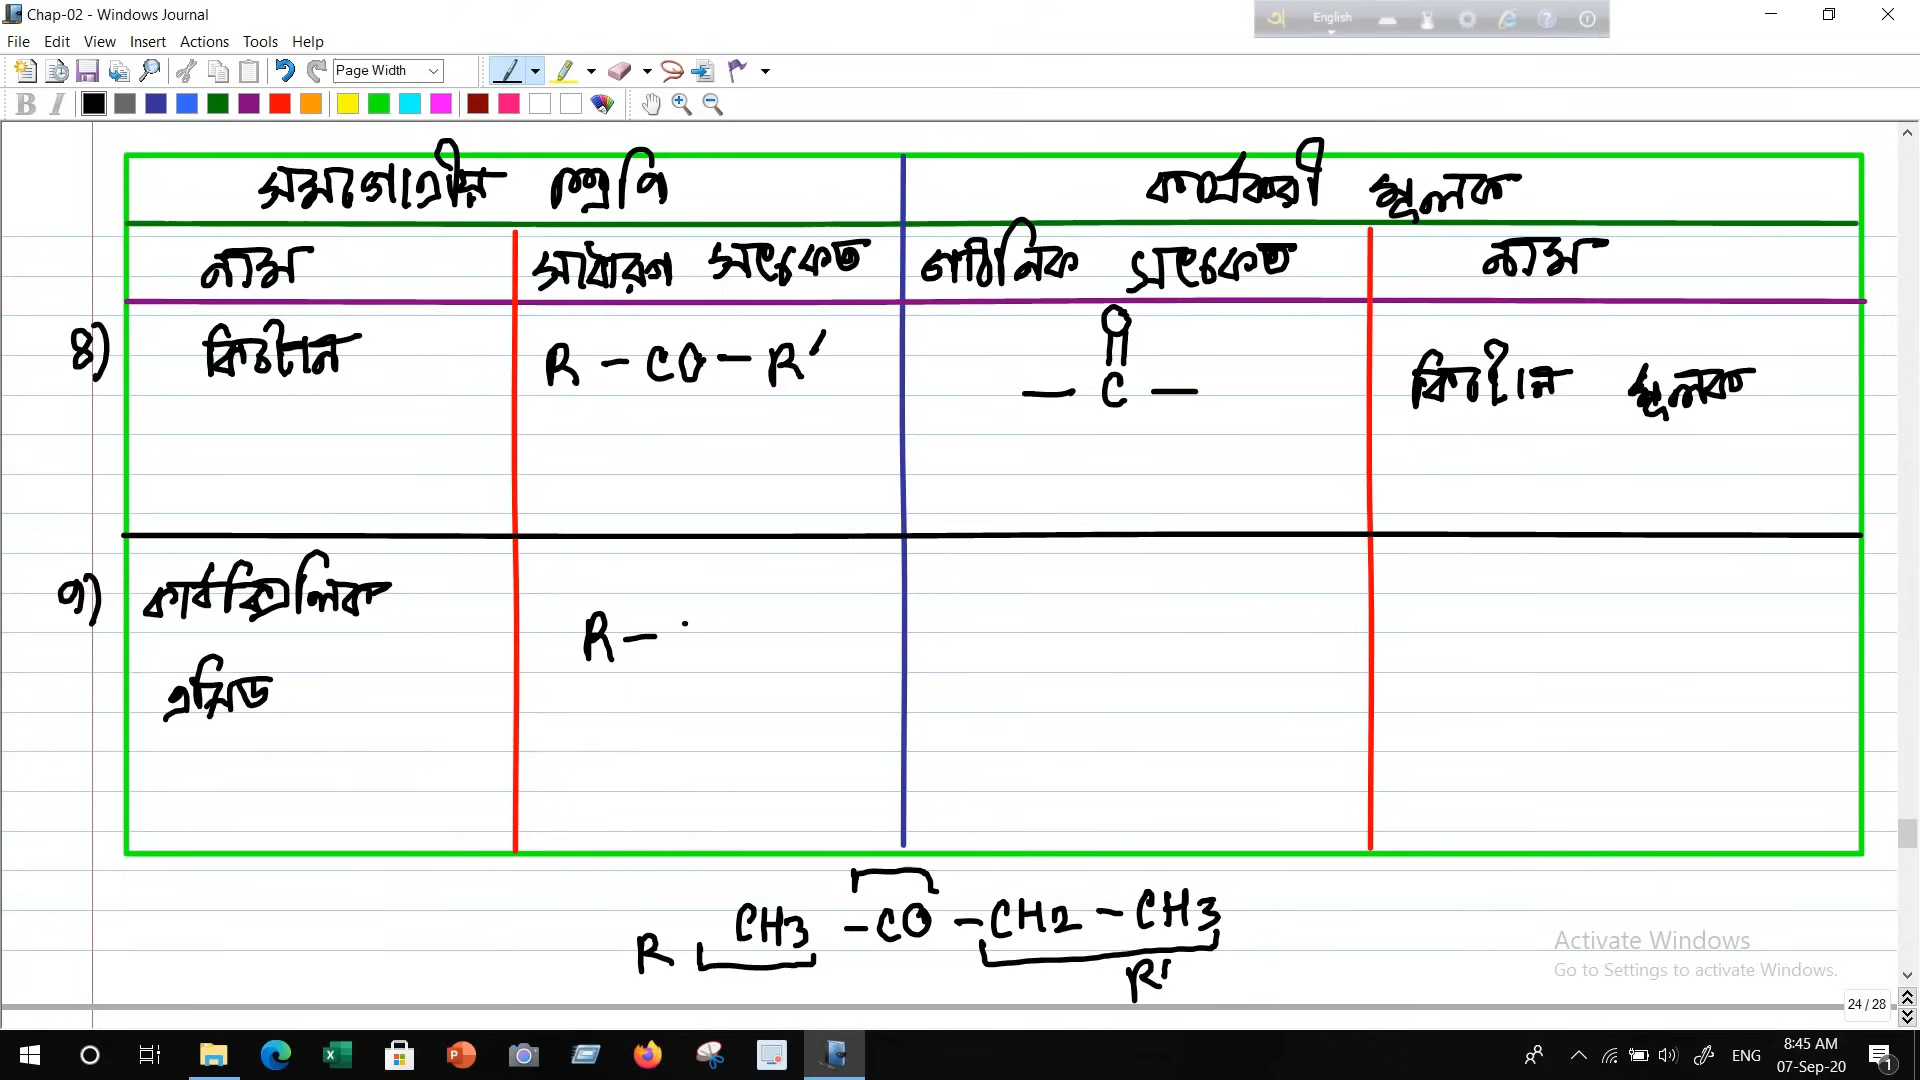 Chap-02 - Windows Journal
English
File Edit View Insert Actions Tools Help
Page Width
B I
সমগোত্রীয় শ্রেণি কার্যকরী মূলক
নাম সাধারণ সংকেত গাঠনিক সংকেত নাম
৪) কিটোন R - CO - R′ O কিটোন মূলক
— C —
৭) কার্বক্সিলিক
R -
এসিড
CH3 - CO - CH2 - CH3
R R'
Activate Windows
Go to Settings to activate Windows.
24 / 28
ENG 8:45 AM
07-Sep-20
1